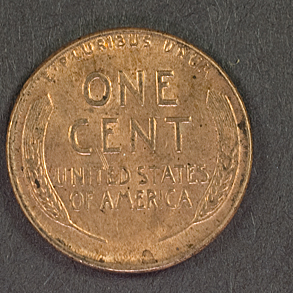 E·PLURIBUS UNUM
ONE
CENT
UNITED STATES
OF AMERICA